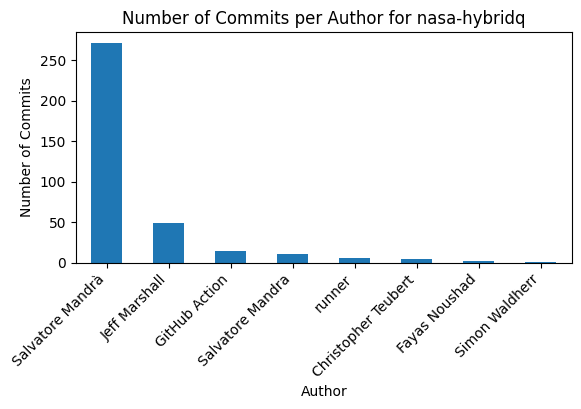 Number of Commits per Author for nasa-hybridq
Number of Commits
250
200
150
100
50
0
Salvatore Mandrà
Jeff Marshall
GitHub Action
Salvatore Mandra
runner
Christopher Teubert
Fayas Noushad
Simon Waldherr
Author